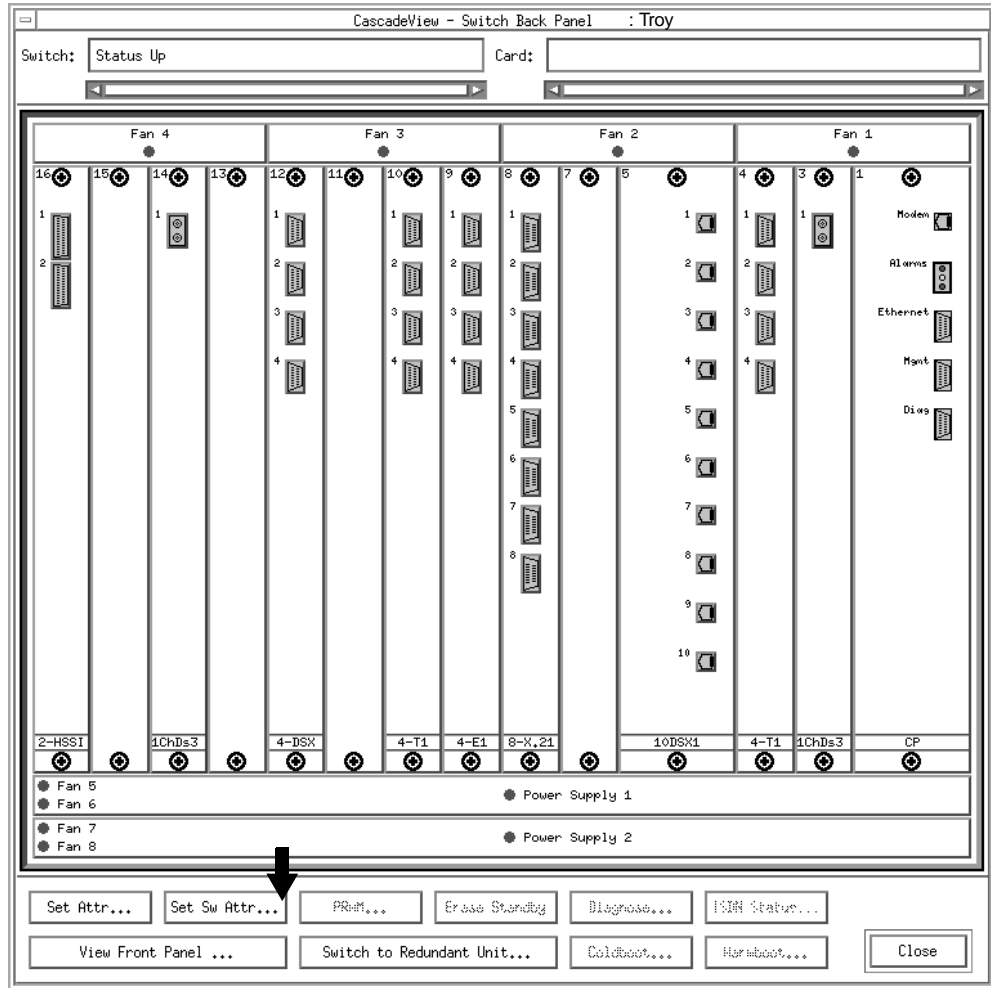 CascadeView - Switch Back Panel : Troy
Switch: Status Up Card:
Fan 4 Fan 3 Fan 2 Fan 1
16 15 14 13 12 11 10 9 8 7 5 4 3 1
1 1 1 1 1 1 1 1 1 Modem
2 2 2 2 2 2 2 Alarms
3 3 3 3 3 3 Ethernet
4 4 4 4 4 4 Mgmt
5 5 Diag
6 6
7 7
8 8
9
10
2-HSSI 1ChDs3 4-DSX 4-T1 4-E1 8-X.21 10DSX1 4-T1 1ChDs3 CP
Fan 5
Fan 6
Power Supply 1
Fan 7
Fan 8
Power Supply 2
Set Attr... Set Sw Attr... PRAM... Erase Standby Diagnose... ISDN Status...
View Front Panel ... Switch to Redundant Unit... Coldboot... Warmboot... Close